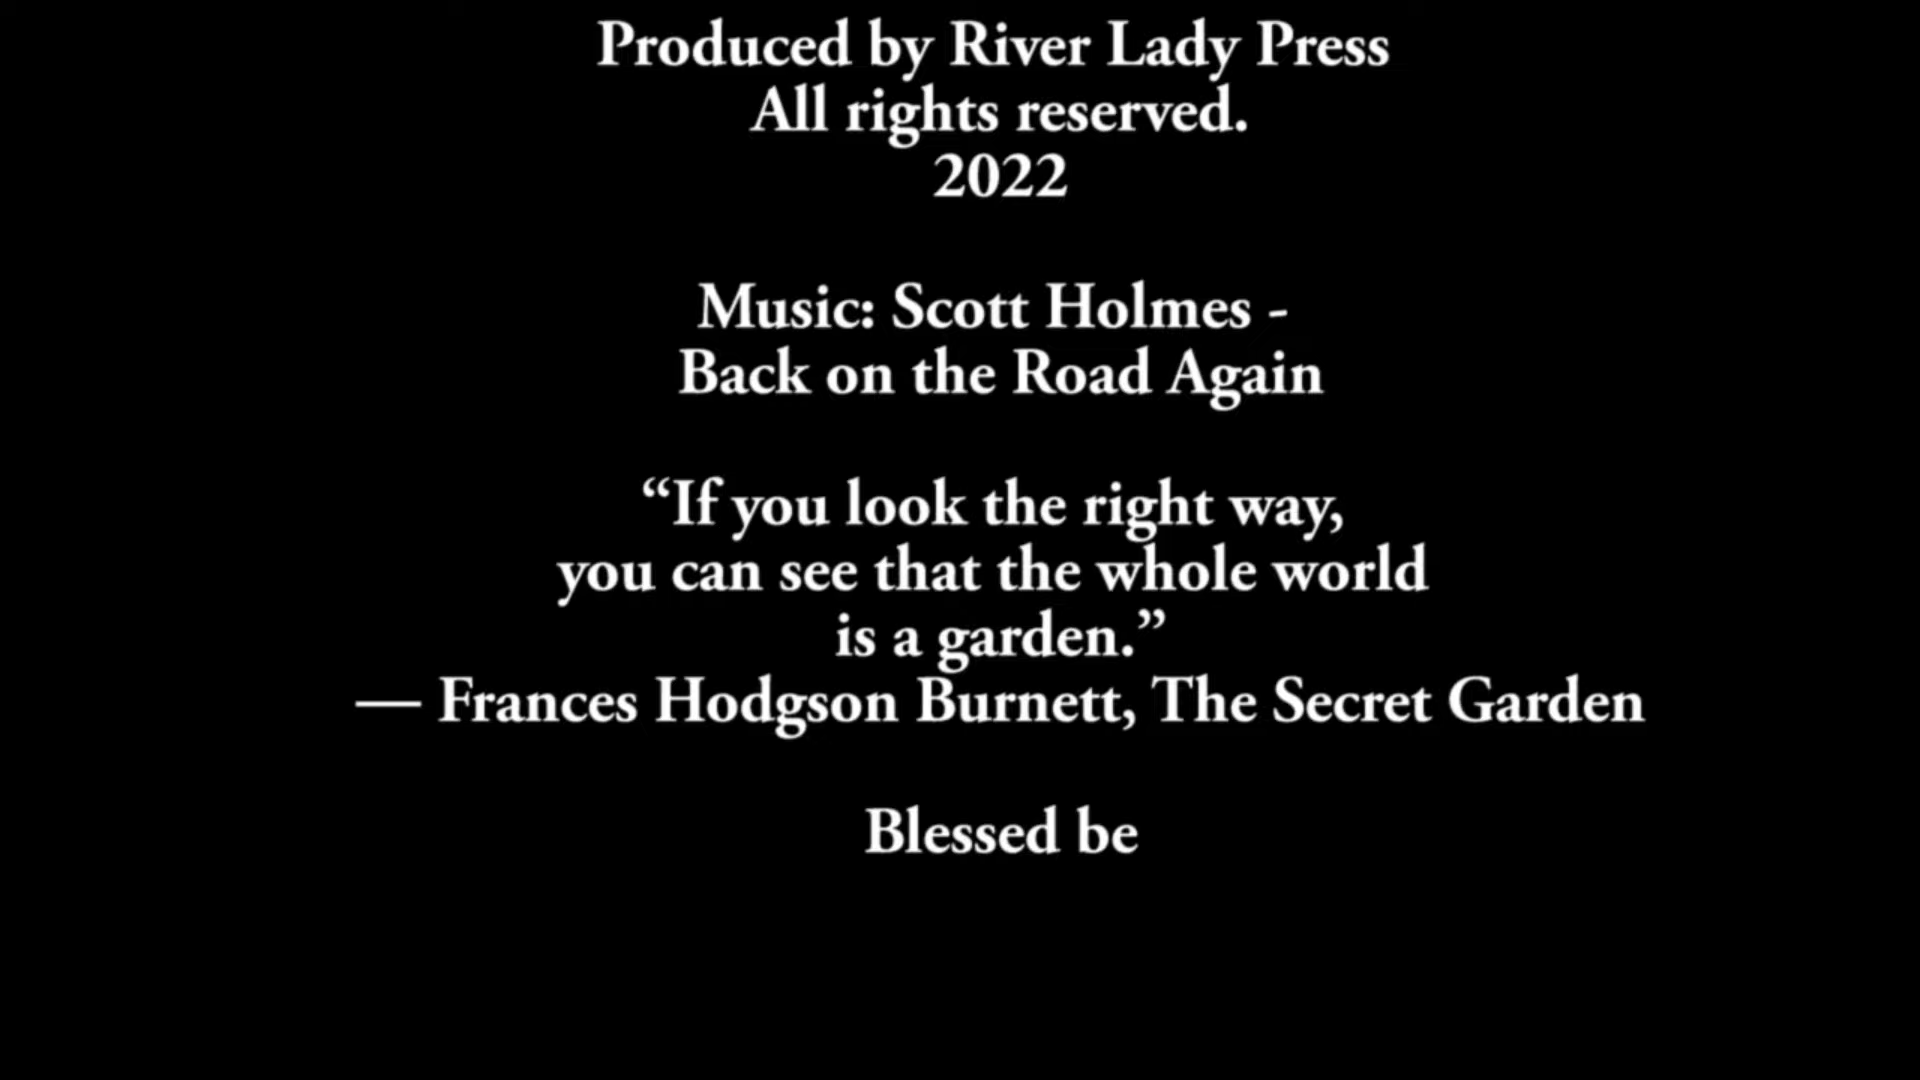 Produced by River Lady Press
All rights reserved.
2022
Music: Scott Holmes -
Back on the Road Again
“If you look the right way,
you can see that the whole world
is a garden.”
— Frances Hodgson Burnett, The Secret Garden
Blessed be